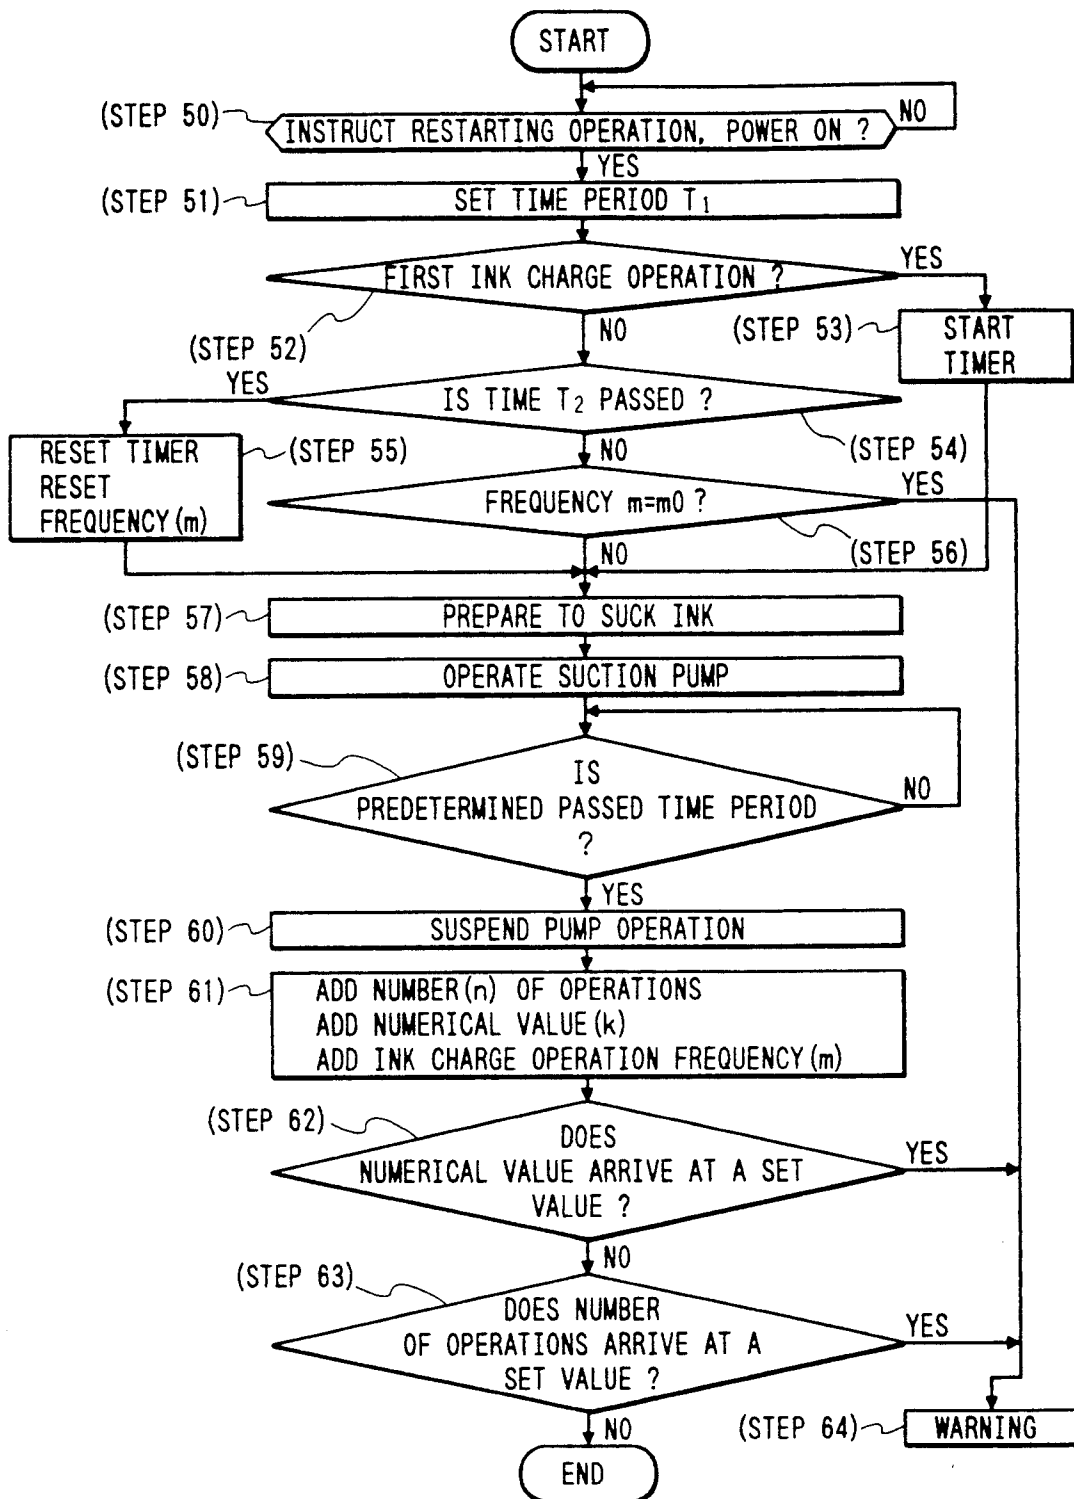 START
(STEP 50)
INSTRUCT RESTARTING OPERATION, POWER ON ?
NO
YES
(STEP 51)
SET TIME PERIOD T1
FIRST INK CHARGE OPERATION ?
YES
(STEP 52)
NO
(STEP 53)
START
TIMER
YES
IS TIME T2 PASSED ?
(STEP 54)
RESET TIMER
RESET
FREQUENCY(m)
(STEP 55)
NO
FREQUENCY m=m0 ?
YES
(STEP 56)
NO
(STEP 57)
PREPARE TO SUCK INK
(STEP 58)
OPERATE SUCTION PUMP
(STEP 59)
IS
PREDETERMINED PASSED TIME PERIOD
?
NO
YES
(STEP 60)
SUSPEND PUMP OPERATION
(STEP 61)
ADD NUMBER(n) OF OPERATIONS
ADD NUMERICAL VALUE(k)
ADD INK CHARGE OPERATION FREQUENCY(m)
(STEP 62)
DOES
NUMERICAL VALUE ARRIVE AT A SET
VALUE ?
YES
NO
(STEP 63)
DOES NUMBER
OF OPERATIONS ARRIVE AT A
SET VALUE ?
YES
NO
(STEP 64)
WARNING
END